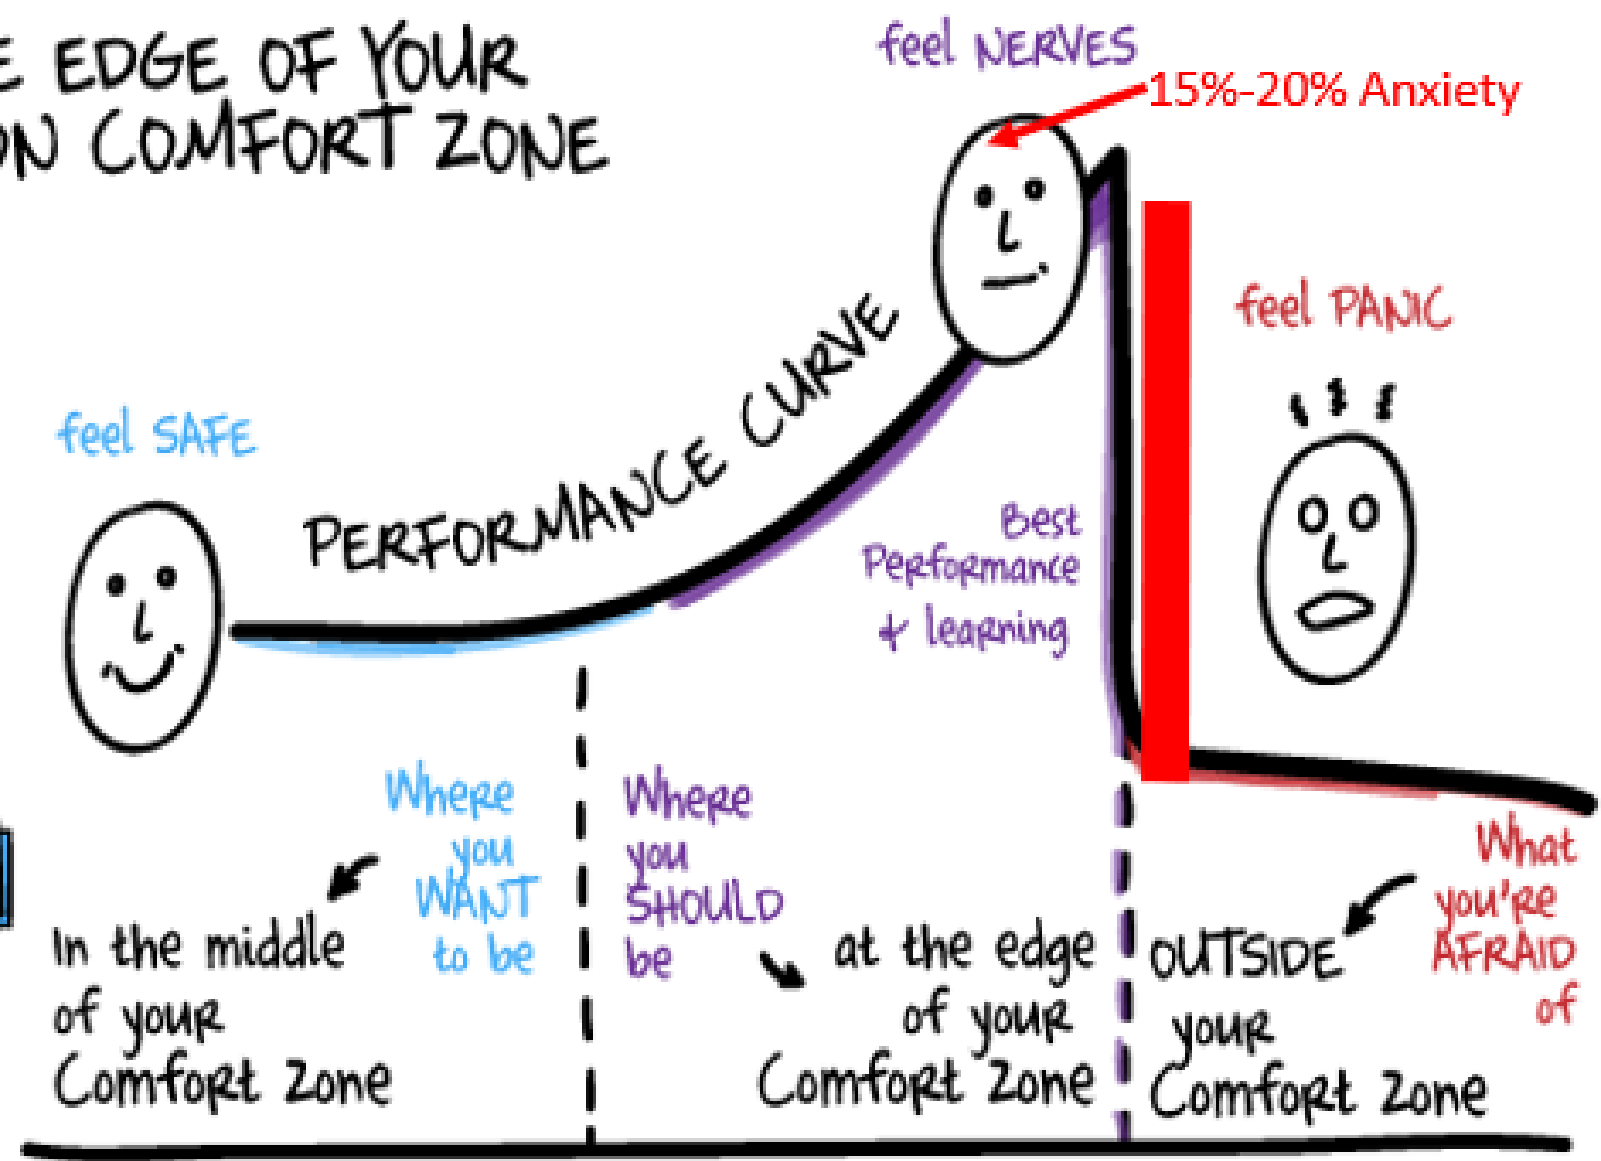 E EDGE OF YOUR
ON COMFORT ZONE
feel NERVES
15%-20% Anxiety
feel PANIC
feel SAFE
PERFORMANCE CURVE
Best
Performance
+ learning
Where
you
WANT
to be
In the middle
of your
Comfort Zone
Where
you
SHOULD
be
at the edge
of your
Comfort Zone
What
you're
AFRAID
of
OUTSIDE
your
Comfort Zone